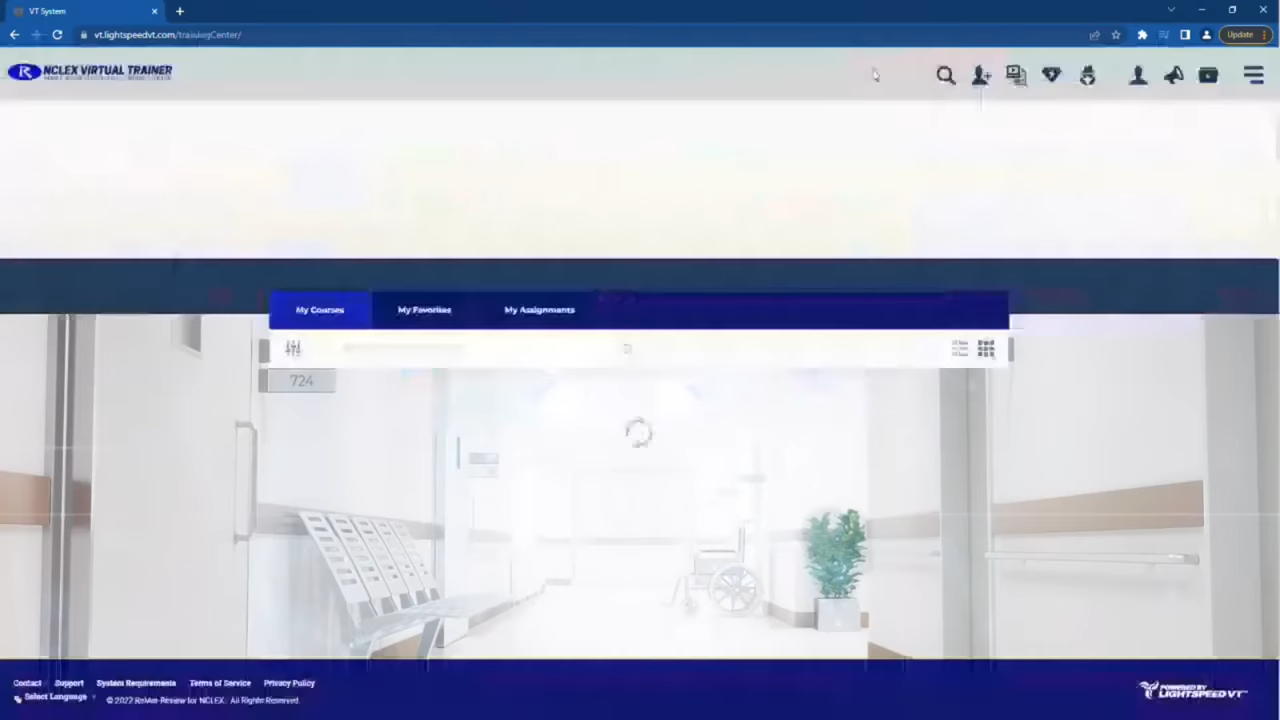 VT System
vt.lightspeedvt.com/trainingCenter/
Update
NCLEX VIRTUAL TRAINER
My Courses
My Favorites
My Assignments
724
Contact
Support
System Requirements
Terms of Service
Privacy Policy
Select Language
© 2022 ReMar Review for NCLEX. All Rights Reserved.
POWERED BY
LIGHTSPEED VT